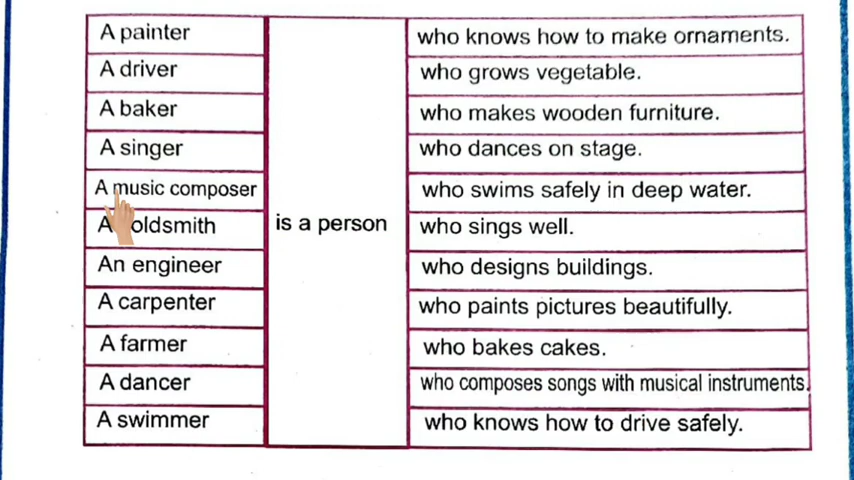 A painter who knows how to make ornaments.
A driver who grows vegetable.
A baker who makes wooden furniture.
A singer who dances on stage.
A music composer who swims safely in deep water.
A oldsmith is a person who sings well.
An engineer who designs buildings.
A carpenter who paints pictures beautifully.
A farmer who bakes cakes.
A dancer who composes songs with musical instruments.
A swimmer who knows how to drive safely.